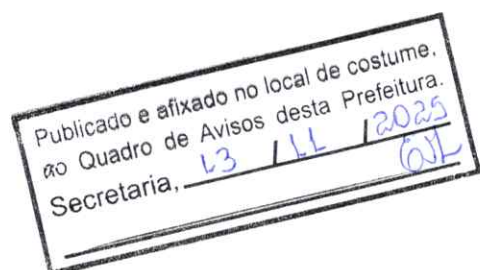 Publicado e afixado no local de costume,
ao Quadro de Avisos desta Prefeitura.
Secretaria, 13 / 11 / 2025